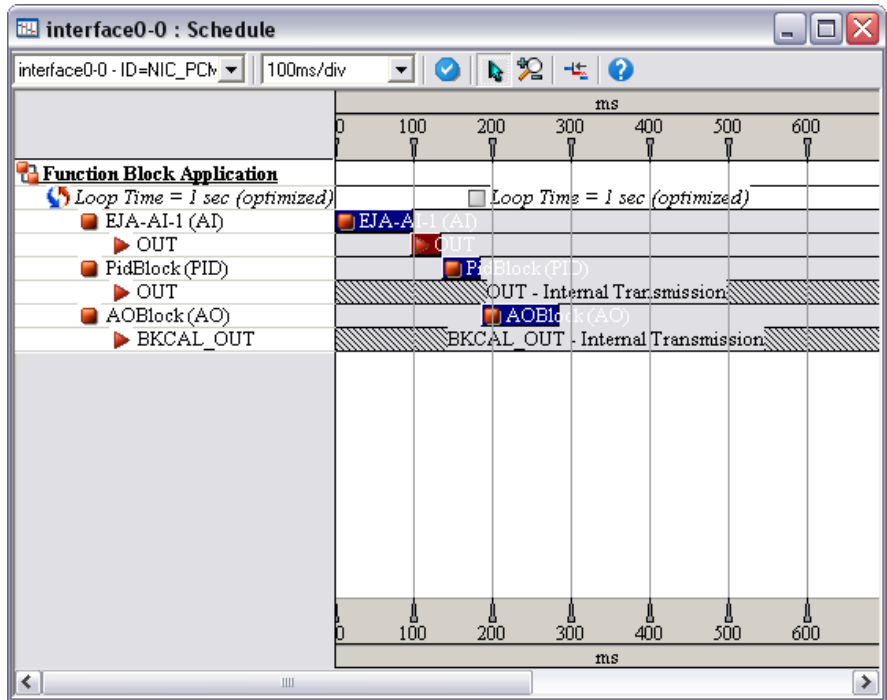 interface0-0 : Schedule
interface0-0 - ID=NIC_PCM 100ms/div
ms
0 100 200 300 400 500 600
Function Block Application
Loop Time = 1 sec (optimized) Loop Time = 1 sec (optimized)
EJA-AI-1 (AI) EJA-AI-1 (AI)
OUT OUT
PidBlock (PID) PidBlock (PID)
OUT OUT - Internal Transmission
AOBlock (AO) AOBlock (AO)
BKCAL_OUT BKCAL_OUT - Internal Transmission
0 100 200 300 400 500 600
ms